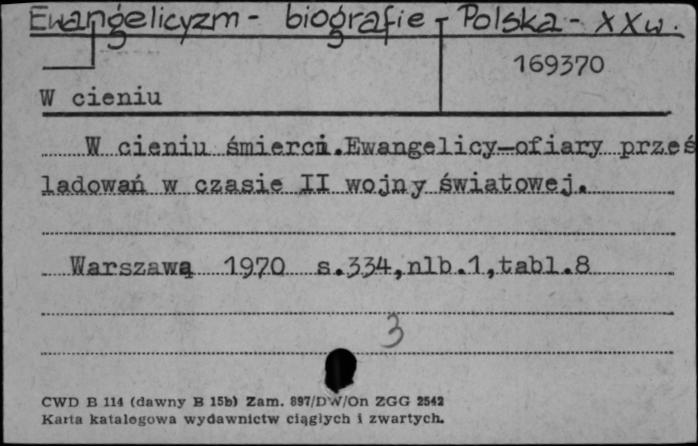 Ewangelicyzm - biografie - Polska - XXw.
169370
W cieniu
W cieniu śmierci.Ewangelicy-ofiary prześ
ladowań w czasie II wojny światowej.
Warszawa 1970 s.334,nlb.1,tabl.8
3
CWD B 114 (dawny B 15b) Zam. 897/DW/On ZGG 2542
Karta katalogowa wydawnictw ciągłych i zwartych.